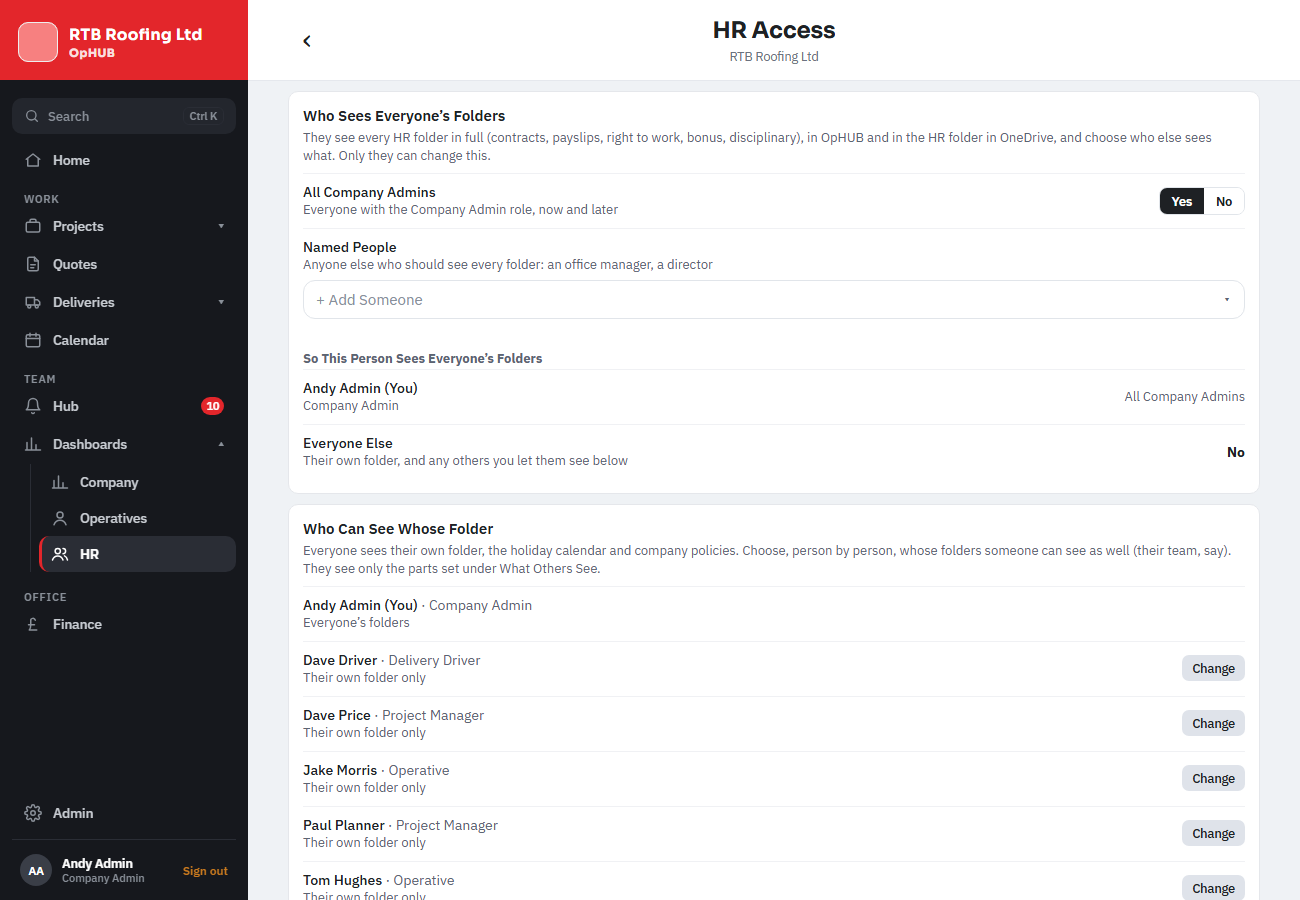 RTB Roofing Ltd
OpHUB
Search
Ctrl K
Home
WORK
Projects
Quotes
Deliveries
Calendar
TEAM
Hub
10
Dashboards
Company
Operatives
HR
OFFICE
Finance
Admin
AA
Andy Admin
Company Admin
Sign out
HR Access
RTB Roofing Ltd
Who Sees Everyone’s Folders
They see every HR folder in full (contracts, payslips, right to work, bonus, disciplinary), in OpHUB and in the HR folder in OneDrive, and choose who else sees
what. Only they can change this.
All Company Admins
Everyone with the Company Admin role, now and later
Yes
No
Named People
Anyone else who should see every folder: an office manager, a director
+ Add Someone
So This Person Sees Everyone’s Folders
Andy Admin (You)
Company Admin
All Company Admins
Everyone Else
Their own folder, and any others you let them see below
No
Who Can See Whose Folder
Everyone sees their own folder, the holiday calendar and company policies. Choose, person by person, whose folders someone can see as well (their team, say).
They see only the parts set under What Others See.
Andy Admin (You) · Company Admin
Everyone’s folders
Dave Driver · Delivery Driver
Their own folder only
Change
Dave Price · Project Manager
Their own folder only
Change
Jake Morris · Operative
Their own folder only
Change
Paul Planner · Project Manager
Their own folder only
Change
Tom Hughes · Operative
Their own folder only
Change